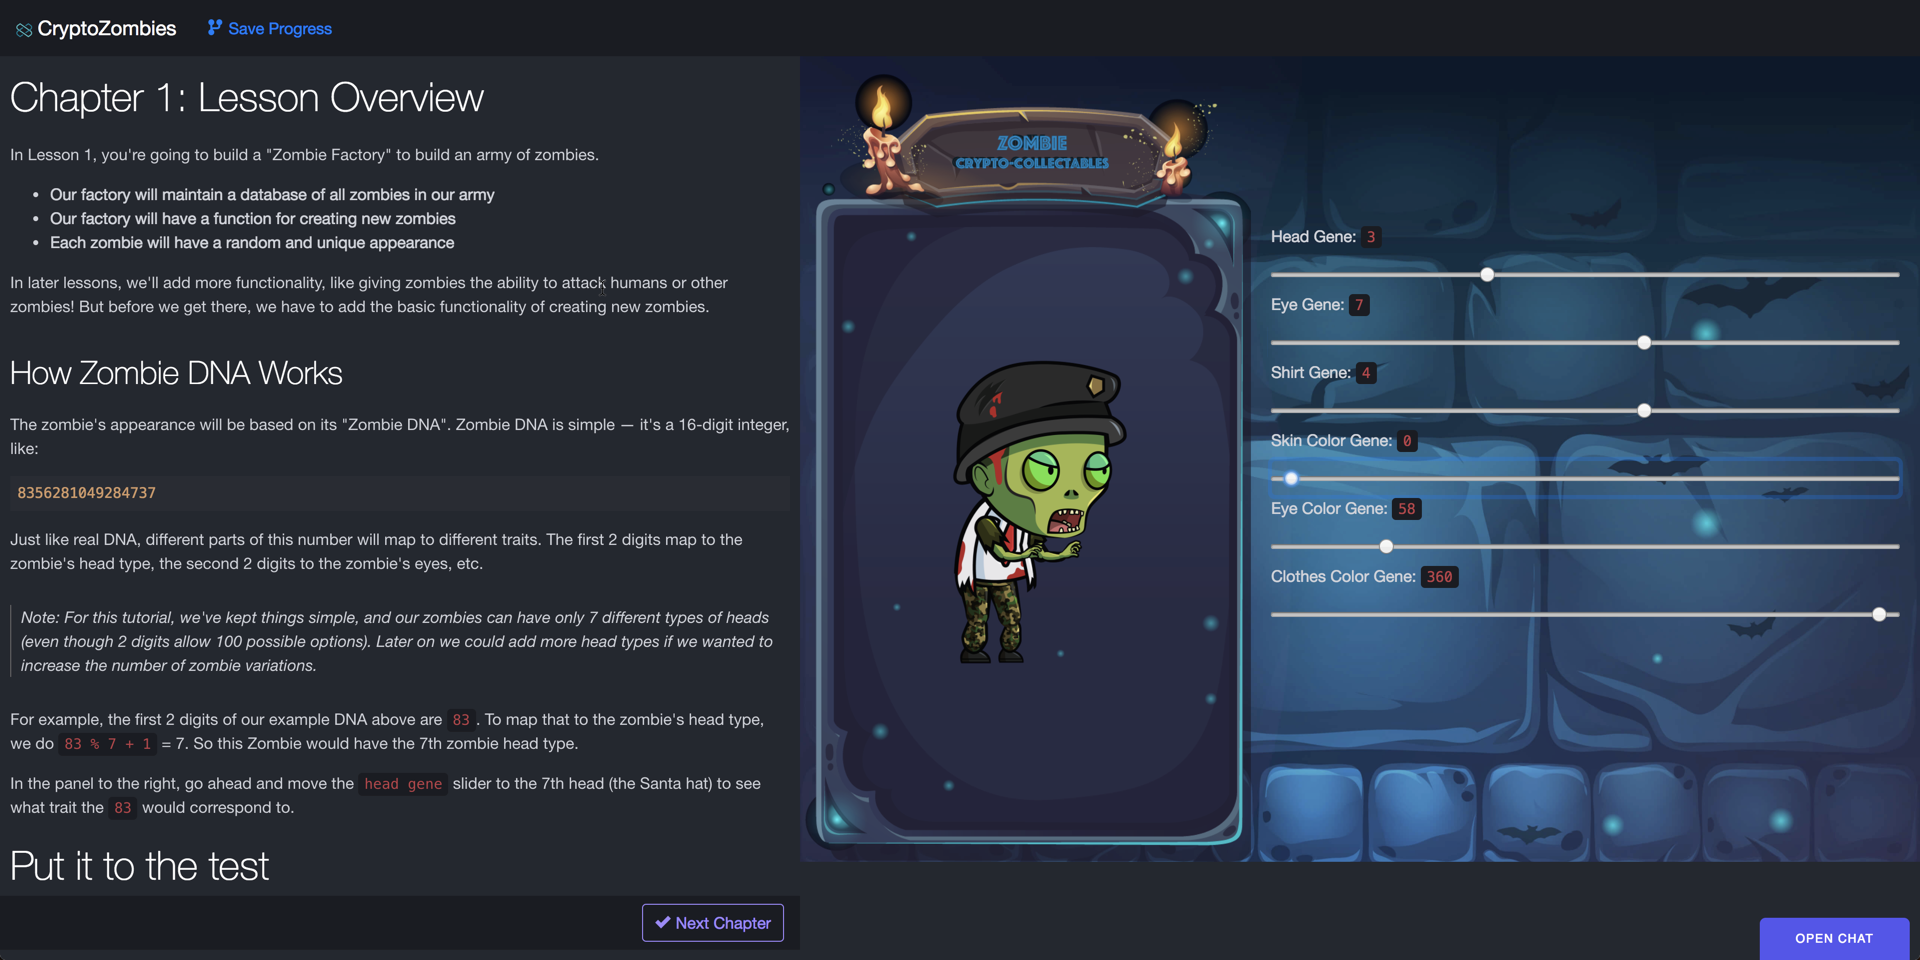 CryptoZombies
Save Progress
Chapter 1: Lesson Overview
In Lesson 1, you're going to build a "Zombie Factory" to build an army of zombies.
• Our factory will maintain a database of all zombies in our army
• Our factory will have a function for creating new zombies
• Each zombie will have a random and unique appearance
In later lessons, we'll add more functionality, like giving zombies the ability to attack humans or other
zombies! But before we get there, we have to add the basic functionality of creating new zombies.
How Zombie DNA Works
The zombie's appearance will be based on its "Zombie DNA". Zombie DNA is simple — it's a 16-digit integer,
like:
8356281049284737
Just like real DNA, different parts of this number will map to different traits. The first 2 digits map to the
zombie's head type, the second 2 digits to the zombie's eyes, etc.
Note: For this tutorial, we've kept things simple, and our zombies can have only 7 different types of heads
(even though 2 digits allow 100 possible options). Later on we could add more head types if we wanted to
increase the number of zombie variations.
For example, the first 2 digits of our example DNA above are 83 . To map that to the zombie's head type,
we do 83 % 7 + 1 = 7. So this Zombie would have the 7th zombie head type.
In the panel to the right, go ahead and move the head gene slider to the 7th head (the Santa hat) to see
what trait the 83 would correspond to.
Put it to the test
Next Chapter
ZOMBIE
CRYPTO-COLLECTABLES
Head Gene: 3
Eye Gene: 7
Shirt Gene: 4
Skin Color Gene: 0
Eye Color Gene: 58
Clothes Color Gene: 360
OPEN CHAT